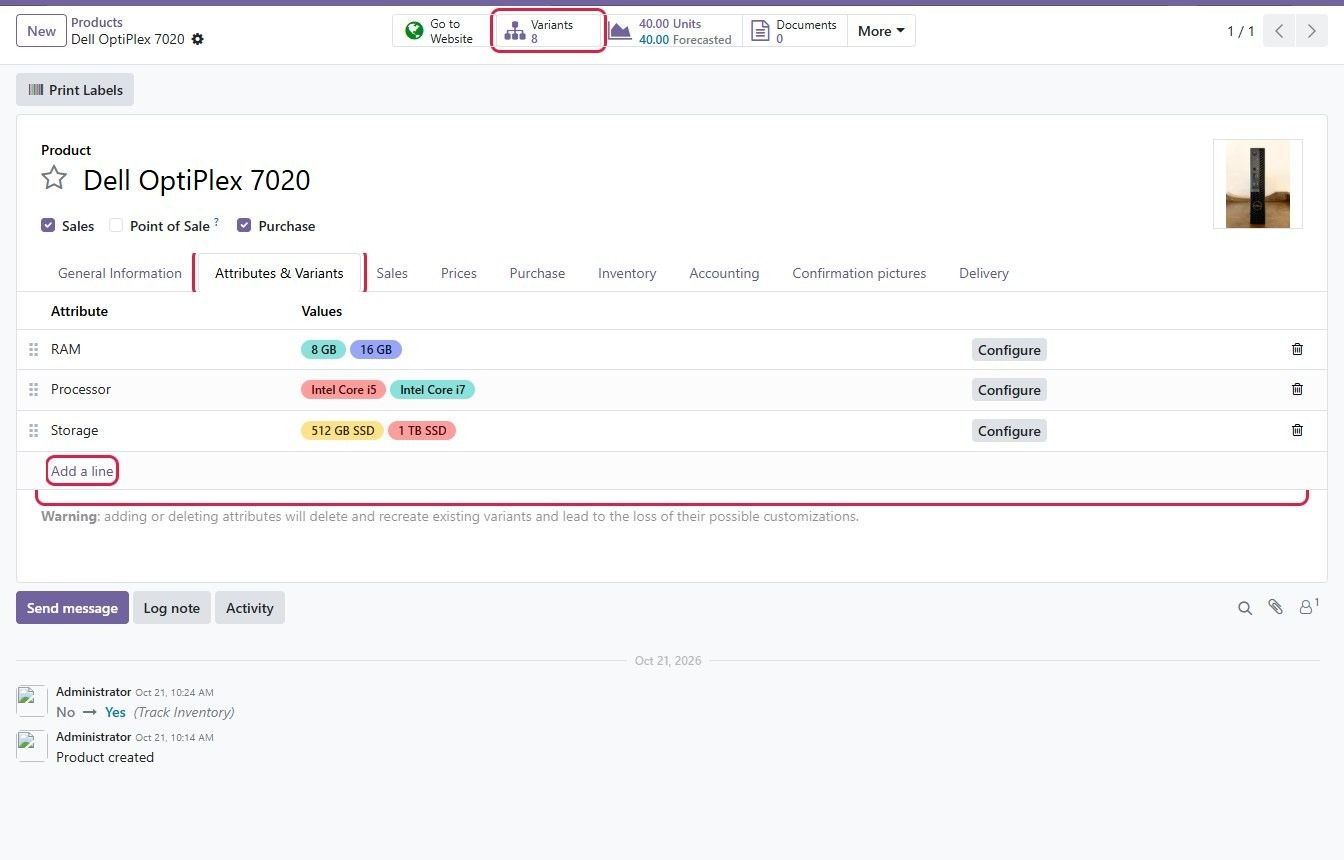 New
Products
Dell OptiPlex 7020
Go to
Website
Variants
8
40.00 Units
40.00 Forecasted
Documents
0
More
1 / 1
Print Labels
Product
Dell OptiPlex 7020
Sales Point of Sale ? Purchase
General Information Attributes & Variants Sales Prices Purchase Inventory Accounting Confirmation pictures Delivery
Attribute Values
RAM 8 GB 16 GB Configure
Processor Intel Core i5 Intel Core i7 Configure
Storage 512 GB SSD 1 TB SSD Configure
Add a line
Warning: adding or deleting attributes will delete and recreate existing variants and lead to the loss of their possible customizations.
Send message Log note Activity 1
Oct 21, 2026
Administrator Oct 21, 10:24 AM
No → Yes (Track Inventory)
Administrator Oct 21, 10:14 AM
Product created